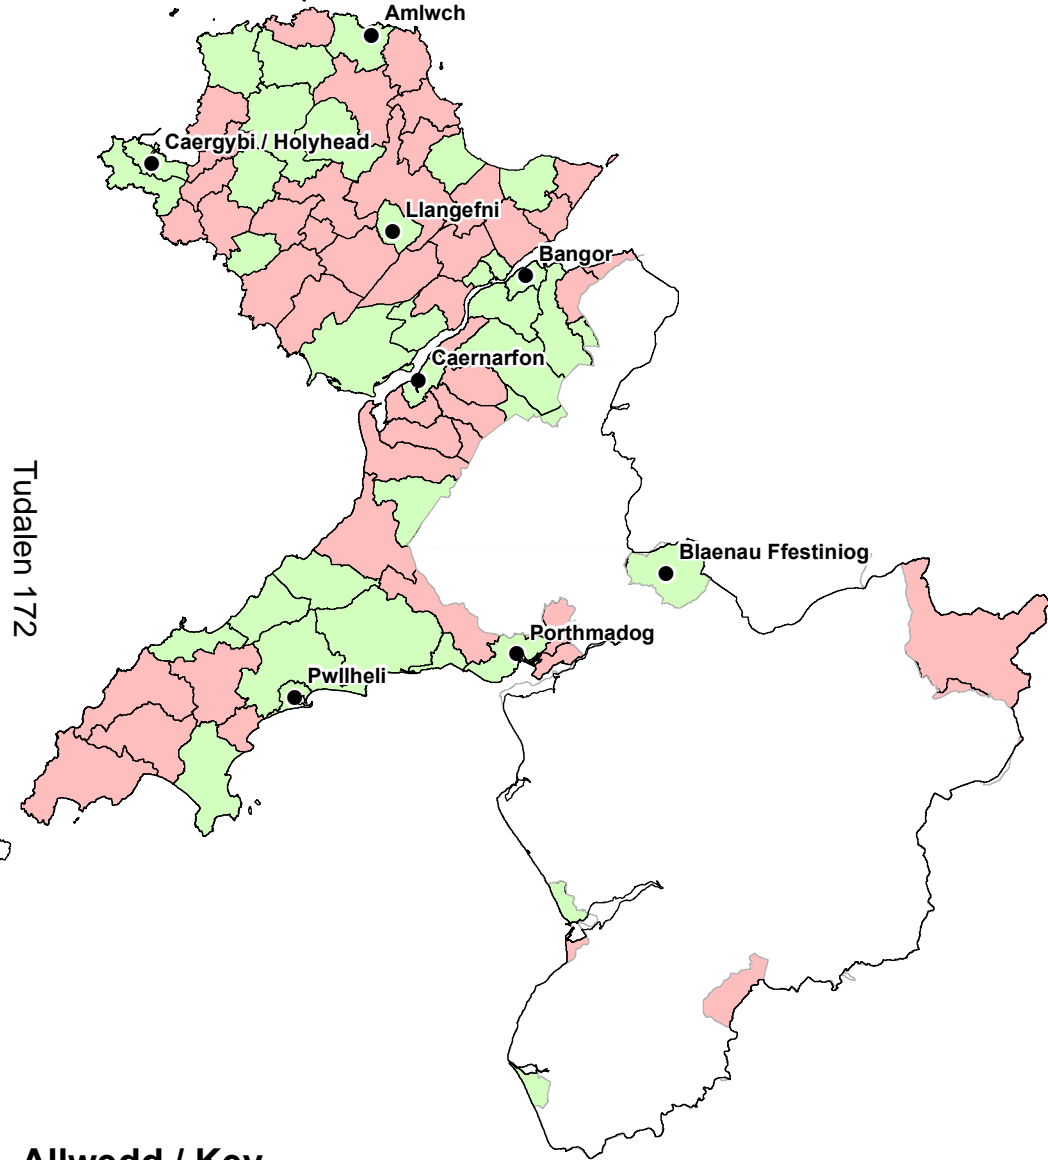 Amlwch
Caergybi / Holyhead
Llangefni
Bangor
Caernarfon
Tudalen 172
Blaenau Ffestiniog
Porthmadog
Pwllheli
Allwedd / Key